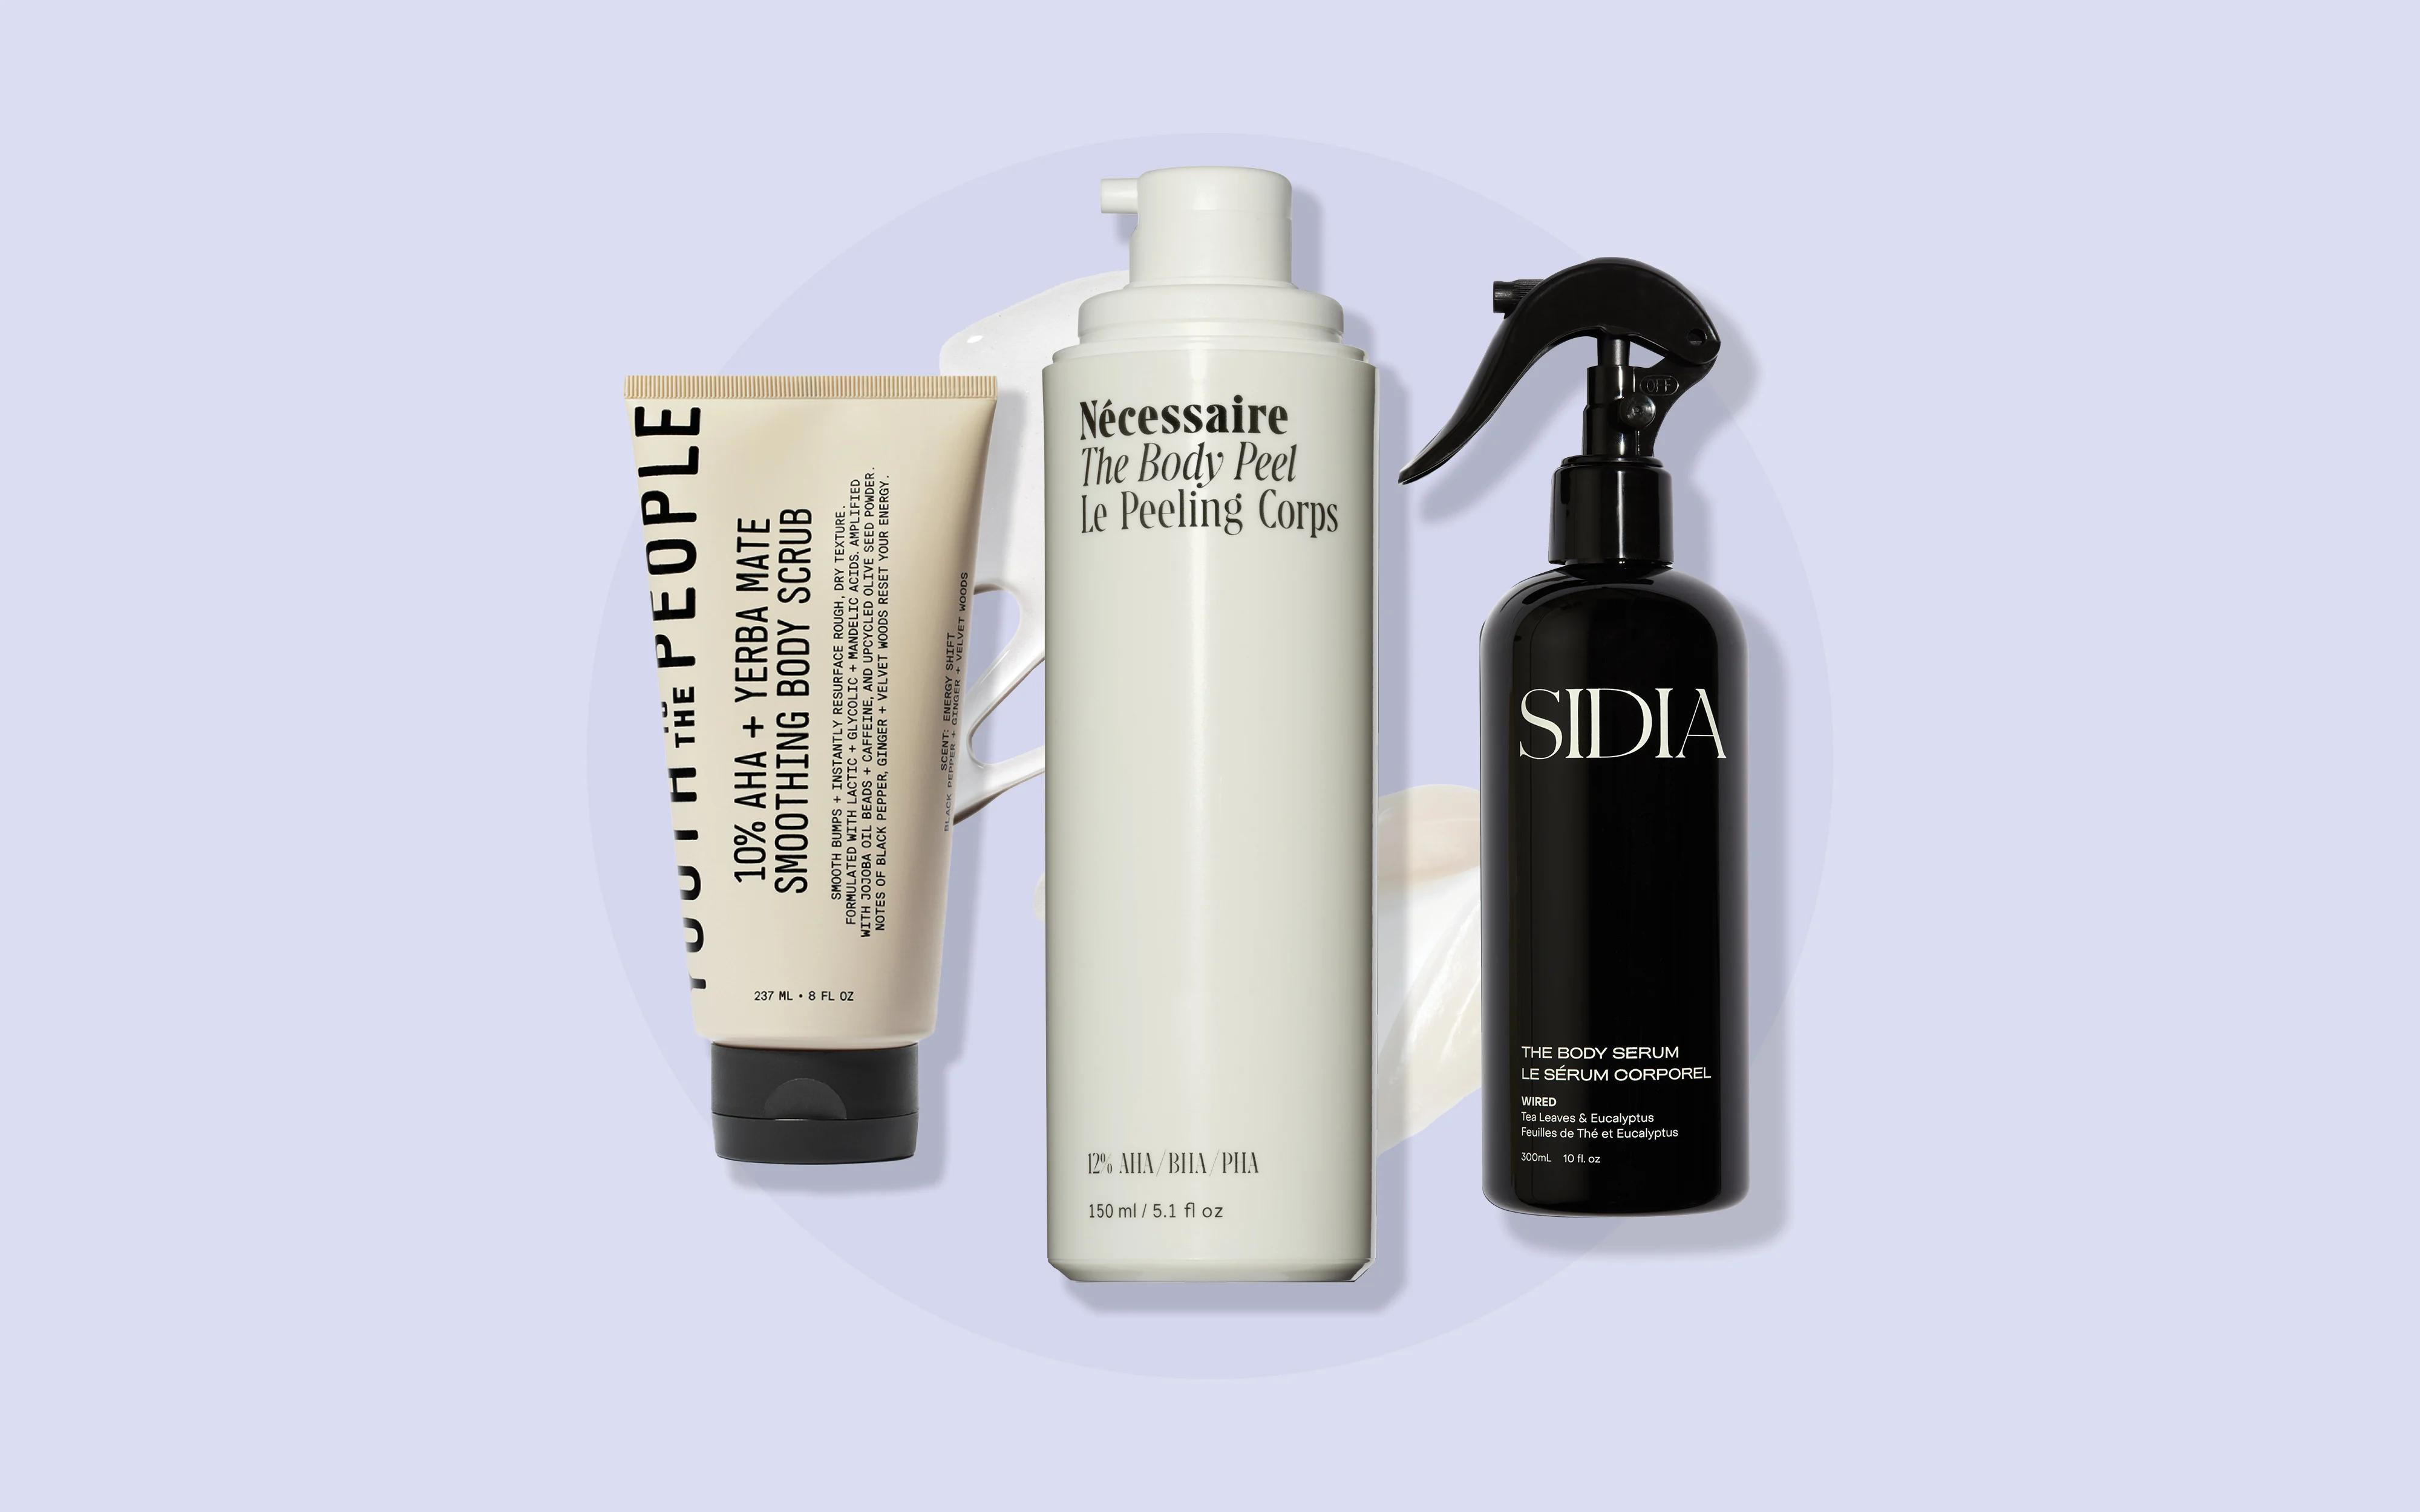 YOUTH TO THE PEOPLE
10% AHA + YERBA MATE
SMOOTHING BODY SCRUB
SMOOTH BUMPS + INSTANTLY RESURFACE ROUGH, DRY TEXTURE.
FORMULATED WITH LACTIC + GLYCOLIC + MANDELIC ACIDS. AMPLIFIED
WITH JOJOBA OIL BEADS + CAFFEINE, AND UPCYCLED OLIVE SEED POWDER.
NOTES OF BLACK PEPPER, GINGER + VELVET WOODS RESET YOUR ENERGY.
SCENT: ENERGY SHIFT
BLACK PEPPER + GINGER + VELVET WOODS
237 ML • 8 FL OZ
Nécessaire
The Body Peel
Le Peeling Corps
12% AHA/BHA/PHA
150 ml / 5.1 fl oz
OFF
SIDIA
THE BODY SERUM
LE SÉRUM CORPOREL
WIRED
Tea Leaves & Eucalyptus
Feuilles de Thé et Eucalyptus
300mL 10 fl. oz